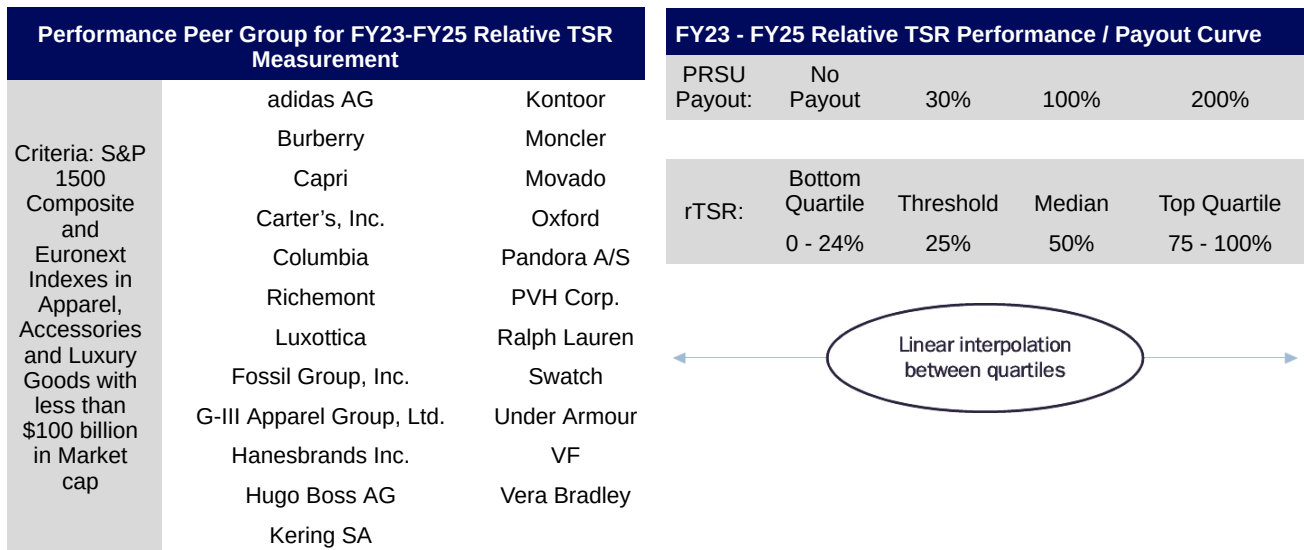 Performance Peer Group for FY23-FY25 Relative TSR
Measurement
Criteria: S&P
1500
Composite
and
Euronext
Indexes in
Apparel,
Accessories
and Luxury
Goods with
less than
$100 billion
in Market
cap
adidas AG
Kontoor
Burberry
Moncler
Capri
Movado
Carter’s, Inc.
Oxford
Columbia
Pandora A/S
Richemont
PVH Corp.
Luxottica
Ralph Lauren
Fossil Group, Inc.
Swatch
G-III Apparel Group, Ltd.
Under Armour
Hanesbrands Inc.
VF
Hugo Boss AG
Vera Bradley
Kering SA
FY23 - FY25 Relative TSR Performance / Payout Curve
PRSU
Payout:
No
Payout
30%
100%
200%
rTSR:
Bottom
Quartile
Threshold
Median
Top Quartile
0 - 24%
25%
50%
75 - 100%
Linear interpolation
between quartiles